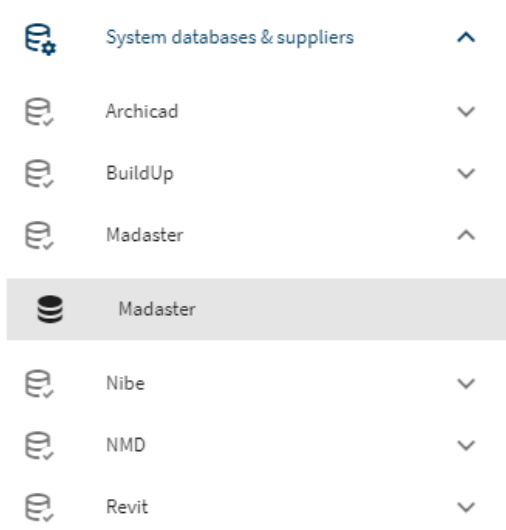 System databases & suppliers
Archicad
BuildUp
Madaster
Madaster
Nibe
NMD
Revit